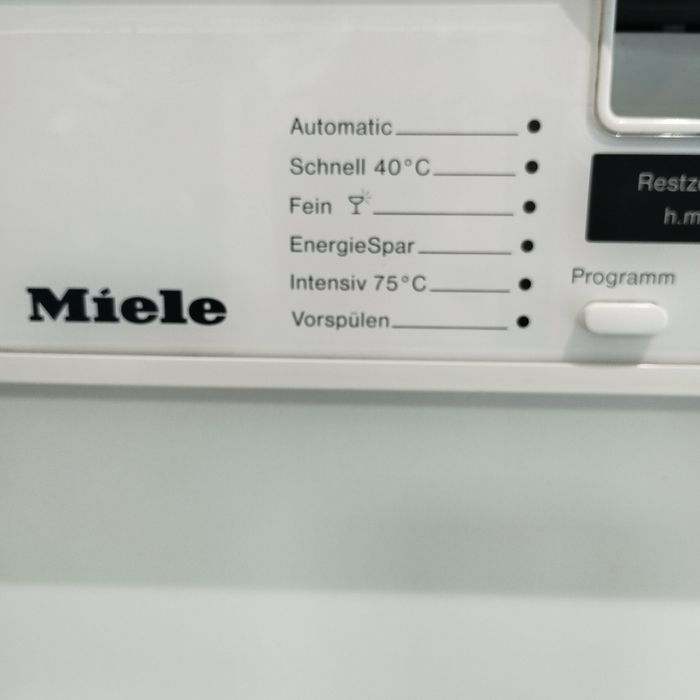 Automatic
Schnell 40°C
Fein
EnergieSpar
Intensiv 75°C
Vorspülen
Miele
Programm